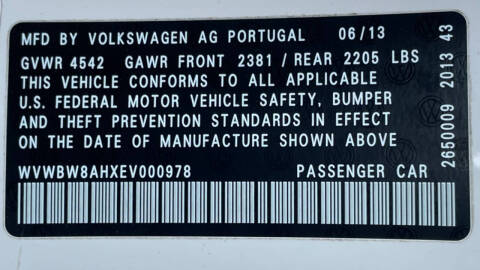 MFD BY VOLKSWAGEN AG PORTUGAL 06/13
GVWR 4542 GAWR FRONT 2381 / REAR 2205 LBS
THIS VEHICLE CONFORMS TO ALL APPLICABLE
U.S. FEDERAL MOTOR VEHICLE SAFETY, BUMPER
AND THEFT PREVENTION STANDARDS IN EFFECT
ON THE DATE OF MANUFACTURE SHOWN ABOVE
WVWBW8AHXEV000978 PASSENGER CAR
2650009 2013 43